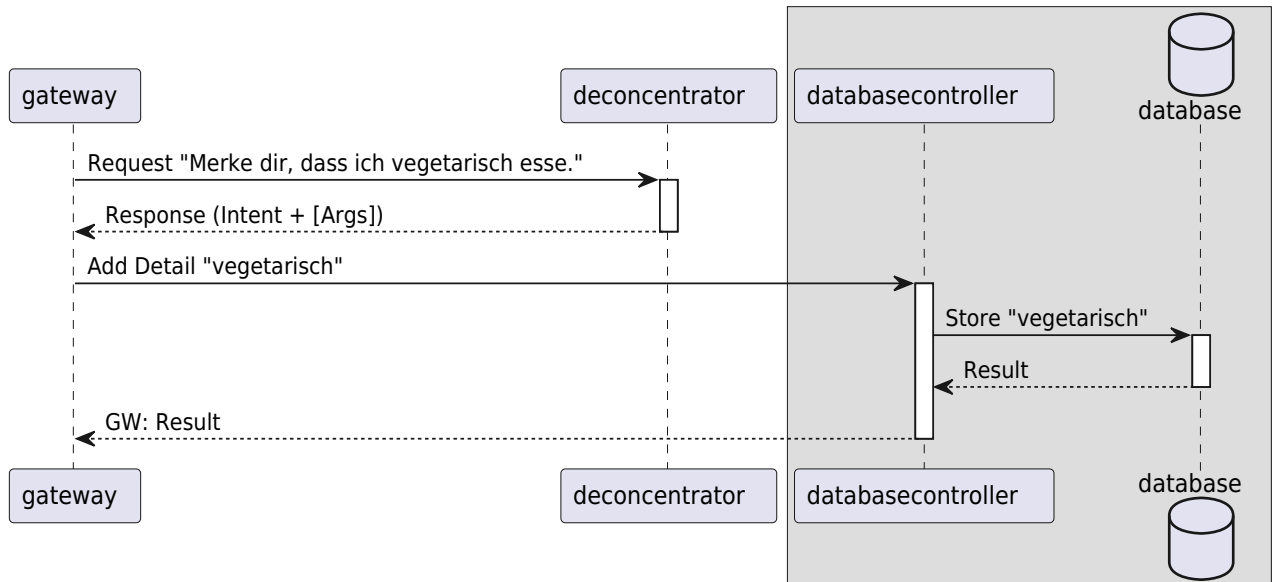 database
gateway
deconcentrator
databasecontroller
Request "Merke dir, dass ich vegetarisch esse."
Response (Intent + [Args])
Add Detail "vegetarisch"
Store "vegetarisch"
Result
GW: Result
gateway
deconcentrator
databasecontroller
database